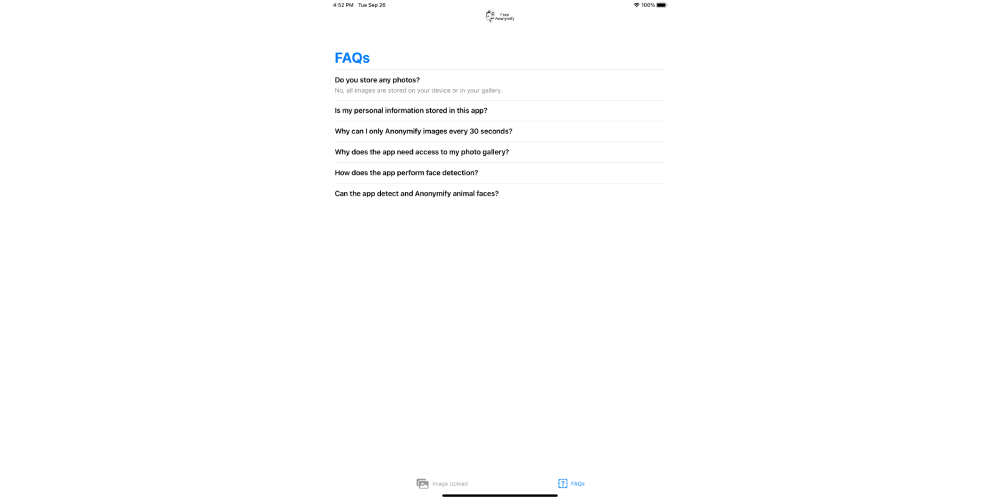 4:52 PM Tue Sep 26
100%
Face
Anonymify
FAQs
Do you store any photos?
No, all images are stored on your device or in your gallery.
Is my personal information stored in this app?
Why can I only Anonymify images every 30 seconds?
Why does the app need access to my photo gallery?
How does the app perform face detection?
Can the app detect and Anonymify animal faces?
Image Upload
FAQs